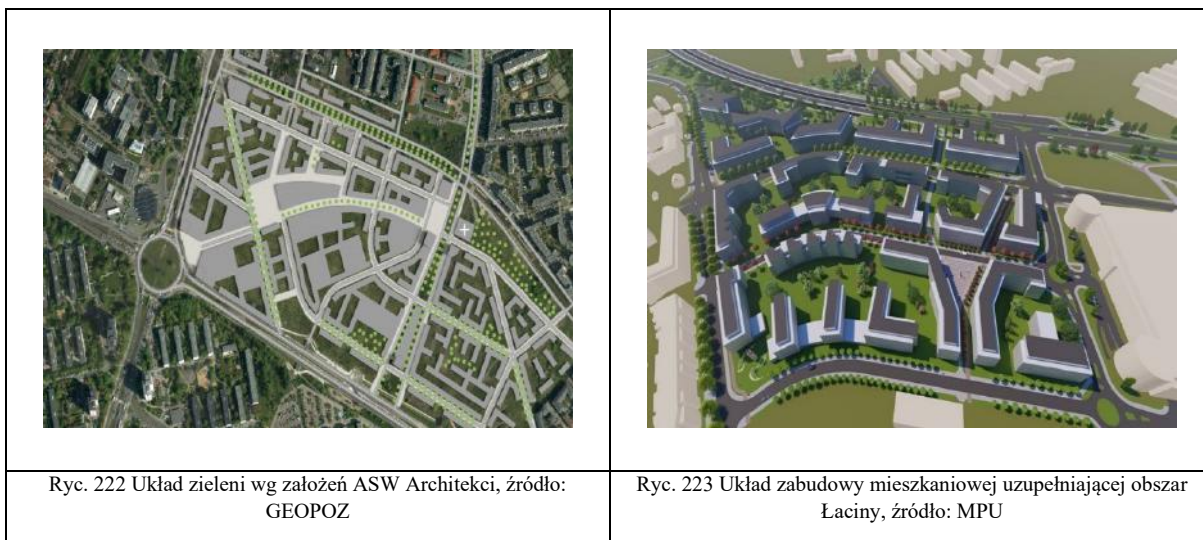 Ryc. 222 Układ zieleni wg założeń ASW Architekci, źródło:
GEOPOZ
Ryc. 223 Układ zabudowy mieszkaniowej uzupełniającej obszar
Łaciny, źródło: MPU